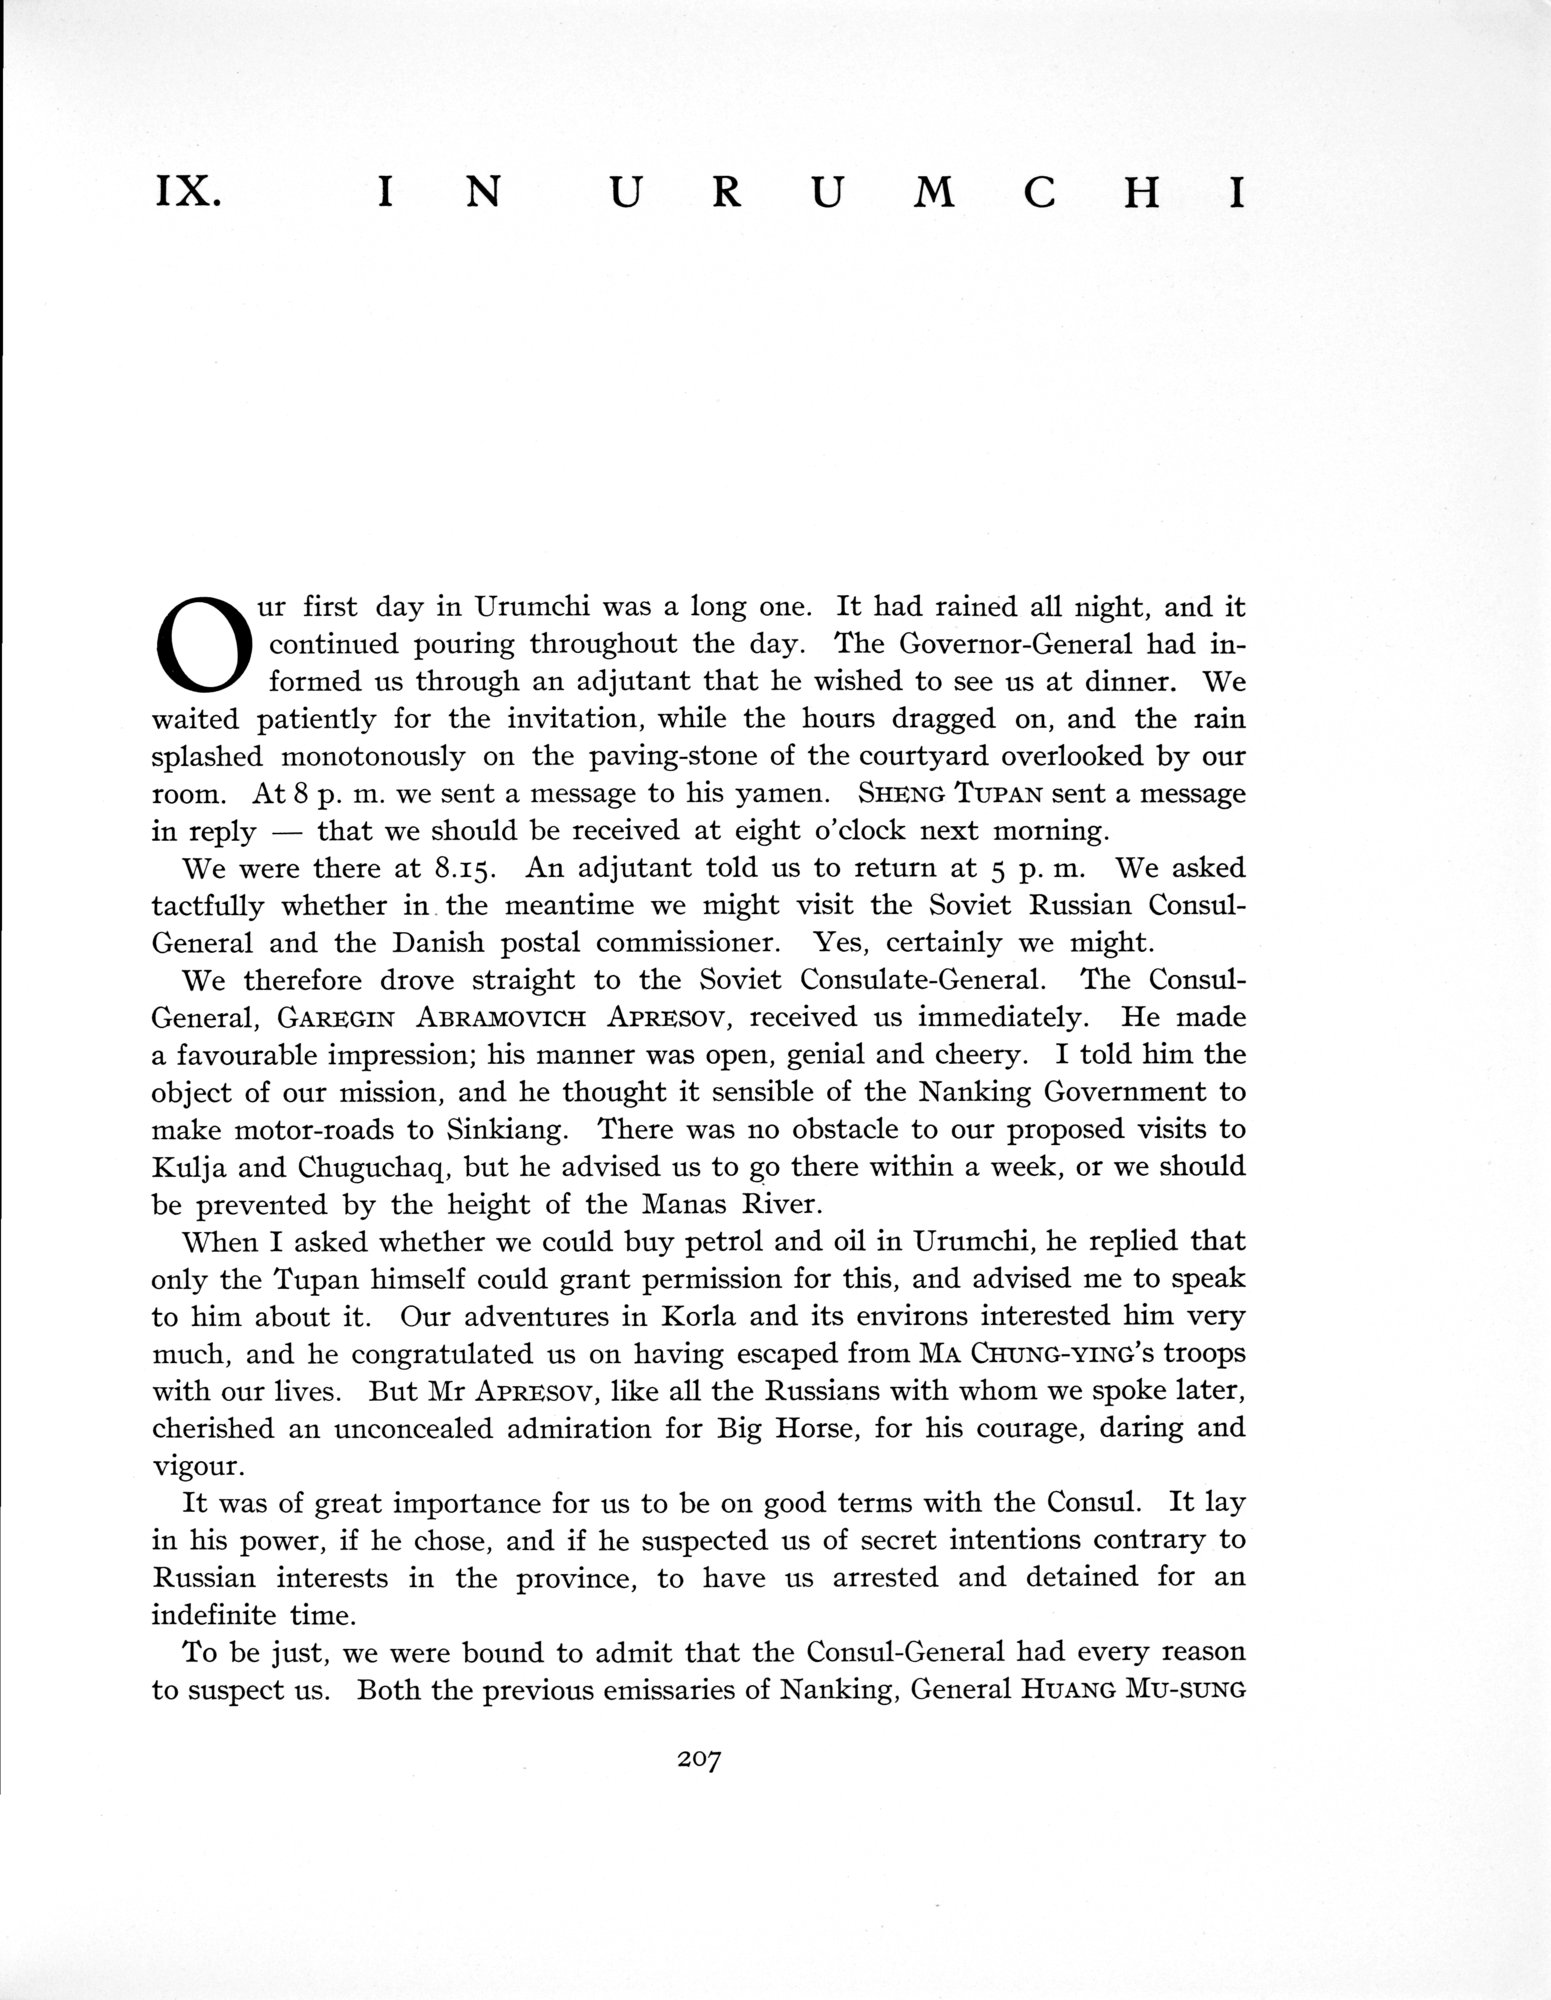 IX. IN URUMCHI
Our first day in Urumchi was a long one. It had rained all night, and it
continued pouring throughout the day. The Governor-General had in-
formed us through an adjutant that he wished to see us at dinner. We
waited patiently for the invitation, while the hours dragged on, and the rain
splashed monotonously on the paving-stone of the courtyard overlooked by our
room. At 8 p. m. we sent a message to his yamen. SHENG TUPAN sent a message
in reply — that we should be received at eight o'clock next morning.
We were there at 8.15. An adjutant told us to return at 5 p. m. We asked
tactfully whether in the meantime we might visit the Soviet Russian Consul-
General and the Danish postal commissioner. Yes, certainly we might.
We therefore drove straight to the Soviet Consulate-General. The Consul-
General, GAREGIN ABRAMOVICH APRESOV, received us immediately. He made
a favourable impression; his manner was open, genial and cheery. I told him the
object of our mission, and he thought it sensible of the Nanking Government to
make motor-roads to Sinkiang. There was no obstacle to our proposed visits to
Kulja and Chuguchaq, but he advised us to go there within a week, or we should
be prevented by the height of the Manas River.
When I asked whether we could buy petrol and oil in Urumchi, he replied that
only the Tupan himself could grant permission for this, and advised me to speak
to him about it. Our adventures in Korla and its environs interested him very
much, and he congratulated us on having escaped from MA CHUNG-YING's troops
with our lives. But Mr APRESOV, like all the Russians with whom we spoke later,
cherished an unconcealed admiration for Big Horse, for his courage, daring and
vigour.
It was of great importance for us to be on good terms with the Consul. It lay
in his power, if he chose, and if he suspected us of secret intentions contrary to
Russian interests in the province, to have us arrested and detained for an
indefinite time.
To be just, we were bound to admit that the Consul-General had every reason
to suspect us. Both the previous emissaries of Nanking, General HUANG MU-SUNG
207